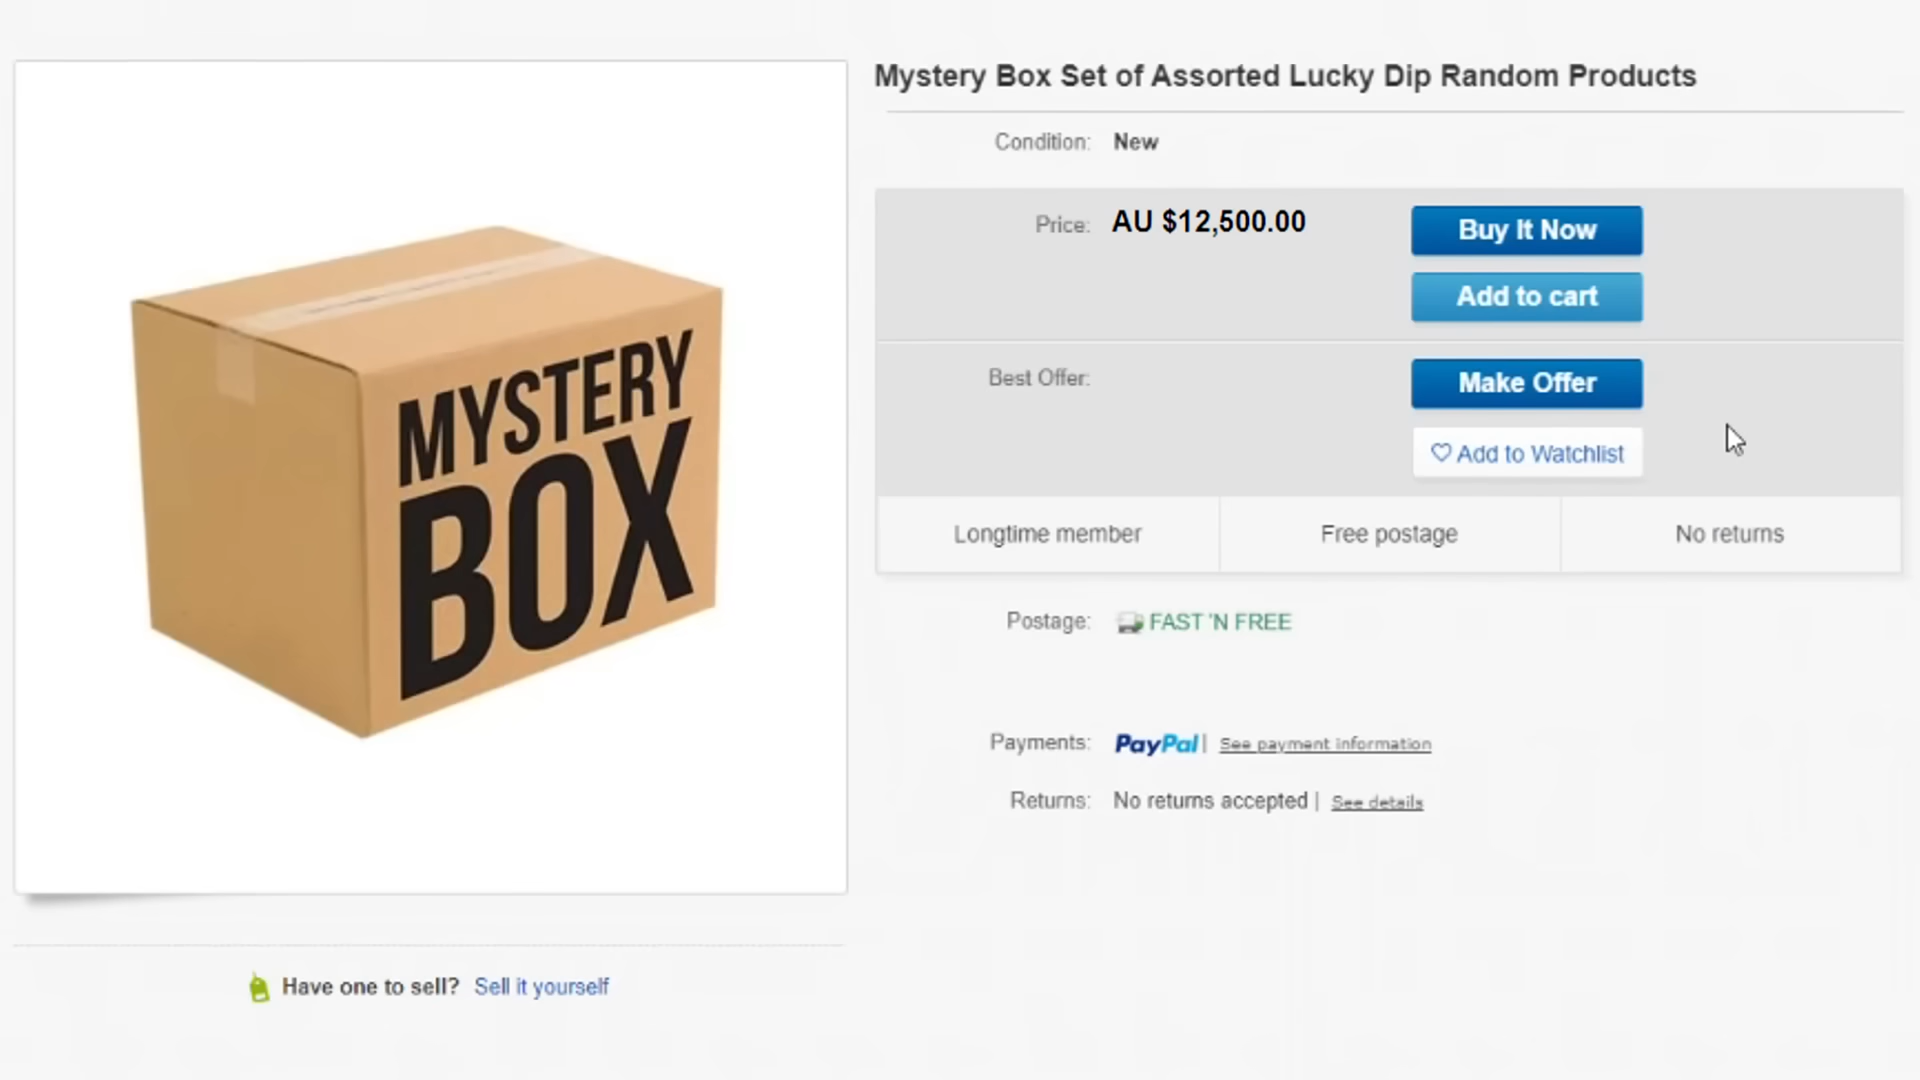 Mystery Box Set of Assorted Lucky Dip Random Products
Condition: New
Price: AU $12,500.00
Buy It Now
Add to cart
Best Offer:
Make Offer
Add to Watchlist
Longtime member
Free postage
No returns
Postage: FAST 'N FREE
Payments: PayPal | See payment information
Returns: No returns accepted | See details
MYSTERY
BOX
Have one to sell? Sell it yourself